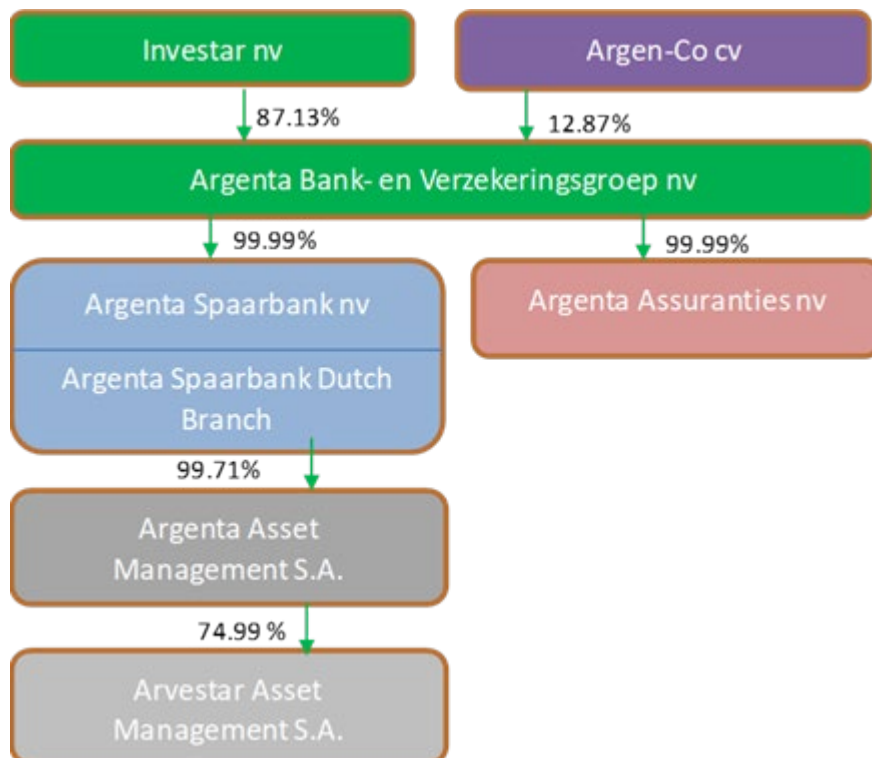 Investar nv
Argen-Co cv
87.13%
12.87%
Argenta Bank- en Verzekeringsgroep nv
99.99%
99.99%
Argenta Spaarbank nv
Argenta Assuranties nv
Argenta Spaarbank Dutch
Branch
99.71%
Argenta Asset
Management S.A.
74.99 %
Arvestar Asset
Management S.A.